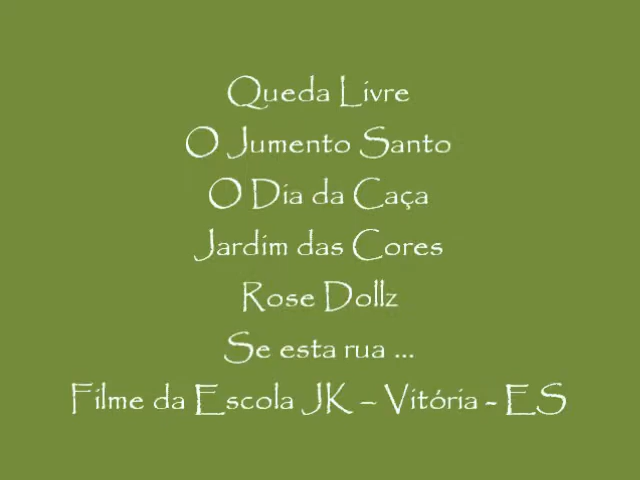 Queda Livre
O Jumento Santo
O Dia da Caça
Jardim das Cores
Rose Dollz
Se esta rua ...
Filme da Escola JK – Vitória - ES